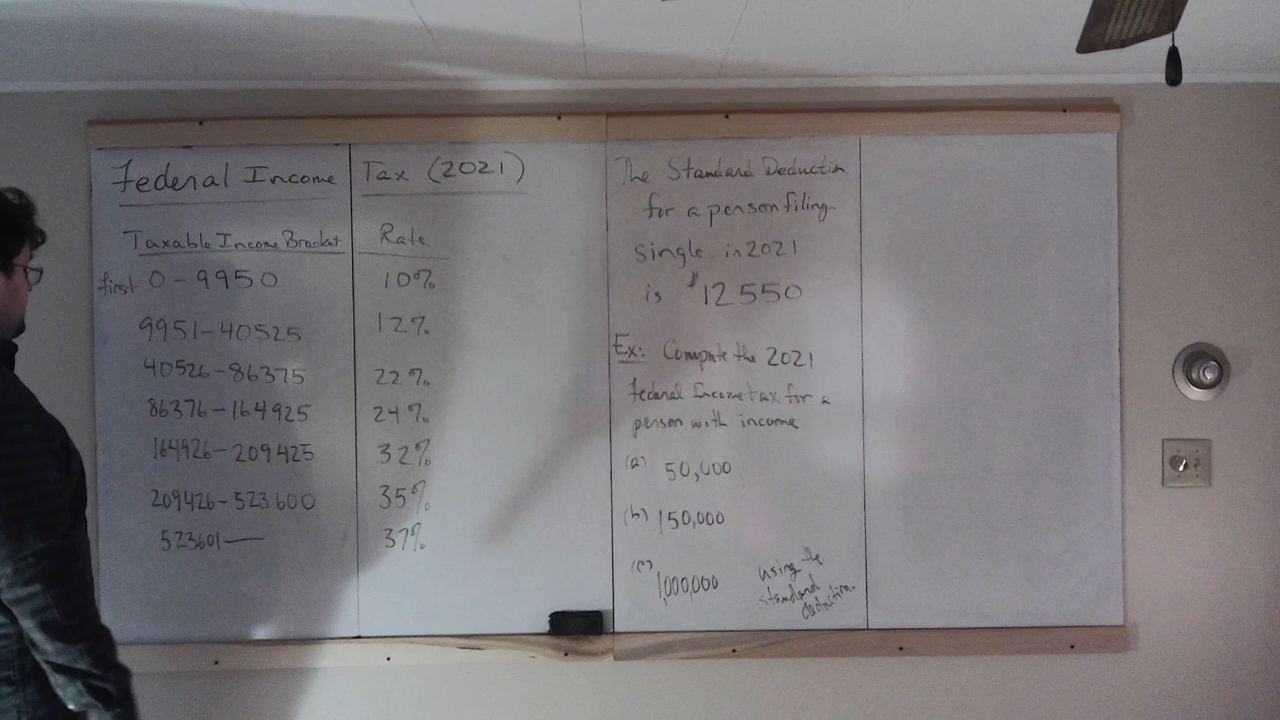 Federal Income Tax (2021)
Taxable Income Bracket Rate
first 0-9950 10%
9951-40525 12%
40526-86375 22%
86376-164925 24%
164926-209425 32%
209426-523600 35%
523601— 37%
The Standard Deduction
for a person filing
single in 2021
is $12550
Ex: Compute the 2021
Federal Income tax for a
person with income
(a) 50,000
(b) 150,000
(c) 1,000,000
using the
standard
deduction.